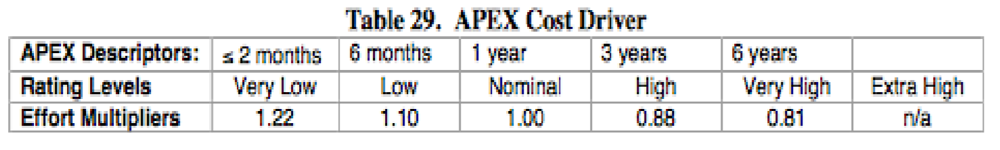 Table 29. APEX Cost Driver
APEX Descriptors: ≤ 2 months 6 months 1 year 3 years 6 years
Rating Levels Very Low Low Nominal High Very High Extra High
Effort Multipliers 1.22 1.10 1.00 0.88 0.81 n/a